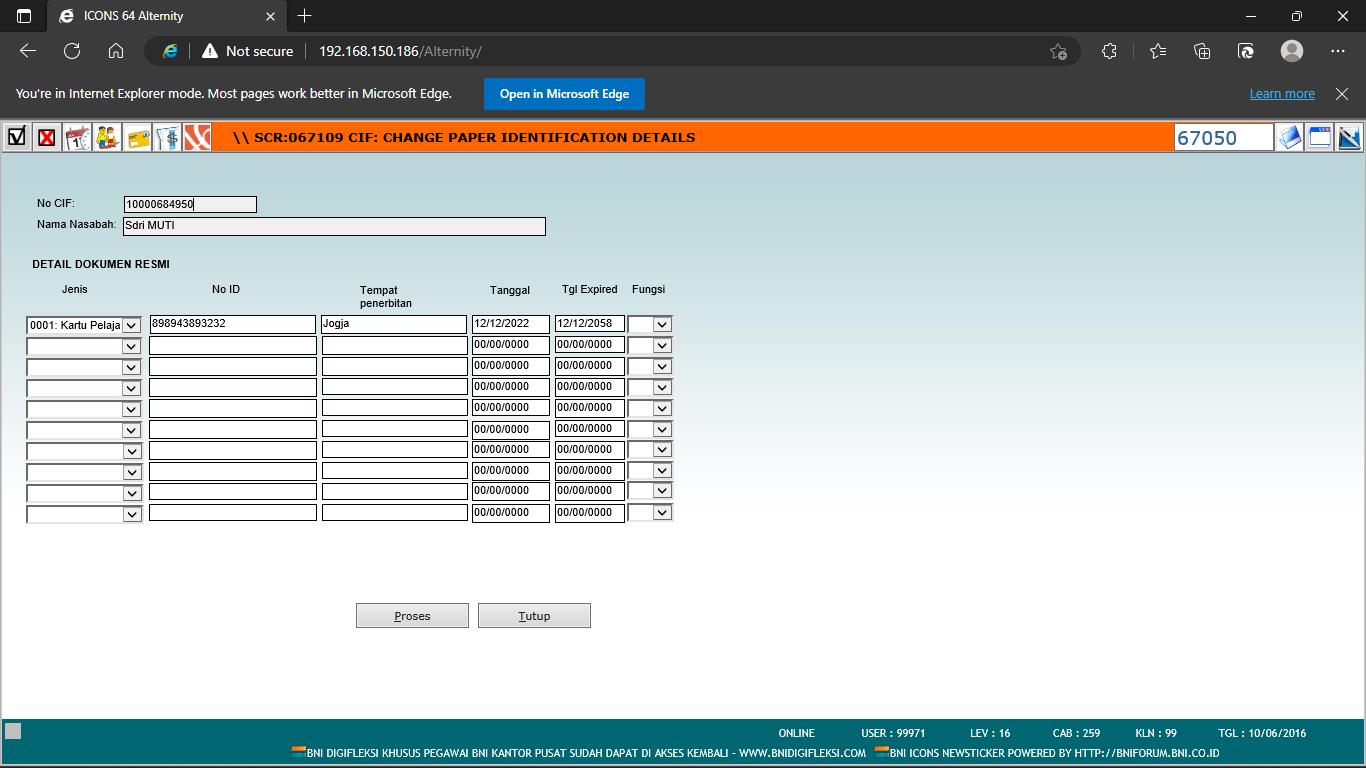 ICONS 64 Alternity
Not secure 192.168.150.186/Alternity/
You're in Internet Explorer mode. Most pages work better in Microsoft Edge. Open in Microsoft Edge Learn more
\\ SCR:067109 CIF: CHANGE PAPER IDENTIFICATION DETAILS 67050
No CIF: 10000684950
Nama Nasabah: Sdri MUTI
DETAIL DOKUMEN RESMI
Jenis No ID Tempat penerbitan Tanggal Tgl Expired Fungsi
0001: Kartu Pelaja 898943893232 Jogja 12/12/2022 12/12/2058
00/00/0000 00/00/0000
00/00/0000 00/00/0000
00/00/0000 00/00/0000
00/00/0000 00/00/0000
00/00/0000 00/00/0000
00/00/0000 00/00/0000
00/00/0000 00/00/0000
00/00/0000 00/00/0000
00/00/0000 00/00/0000
Proses Tutup
ONLINE USER : 99971 LEV : 16 CAB : 259 KLN : 99 TGL : 10/06/2016
BNI DIGIFLEKSI KHUSUS PEGAWAI BNI KANTOR PUSAT SUDAH DAPAT DI AKSES KEMBALI - WWW.BNIDIGIFLEKSI.COM BNI ICONS NEWSTICKER POWERED BY HTTP://BNIFORUM.BNI.CO.ID